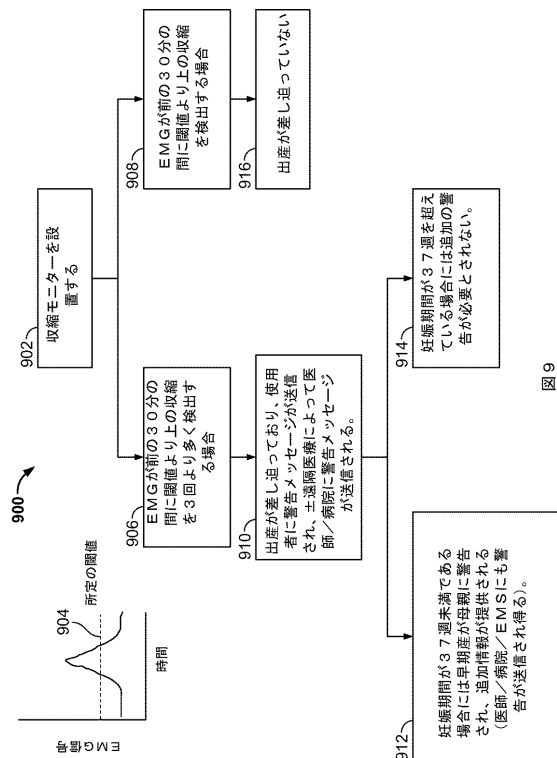 900
EMG信号
所定の閾値
904
時間
902
収縮モニターを設
置する
906
EMGが前の30分の
間に閾値より上の収縮
を3回より多く検出す
る場合
908
EMGが前の30分の
間に閾値より上の収縮
を検出する場合
910
出産が差し迫っており、使用
者に警告メッセージが送信
され、±遠隔医療によって医
師/病院に警告メッセージ
が送信される。
916
出産が差し迫っていない
912
妊娠期間が37週未満である
場合には早期産が母親に警告
され、追加情報が提供される
(医師/病院/EMSにも警
告が送信され得る)。
914
妊娠期間が37週を超え
ている場合には追加の警
告が必要とされない。
図9